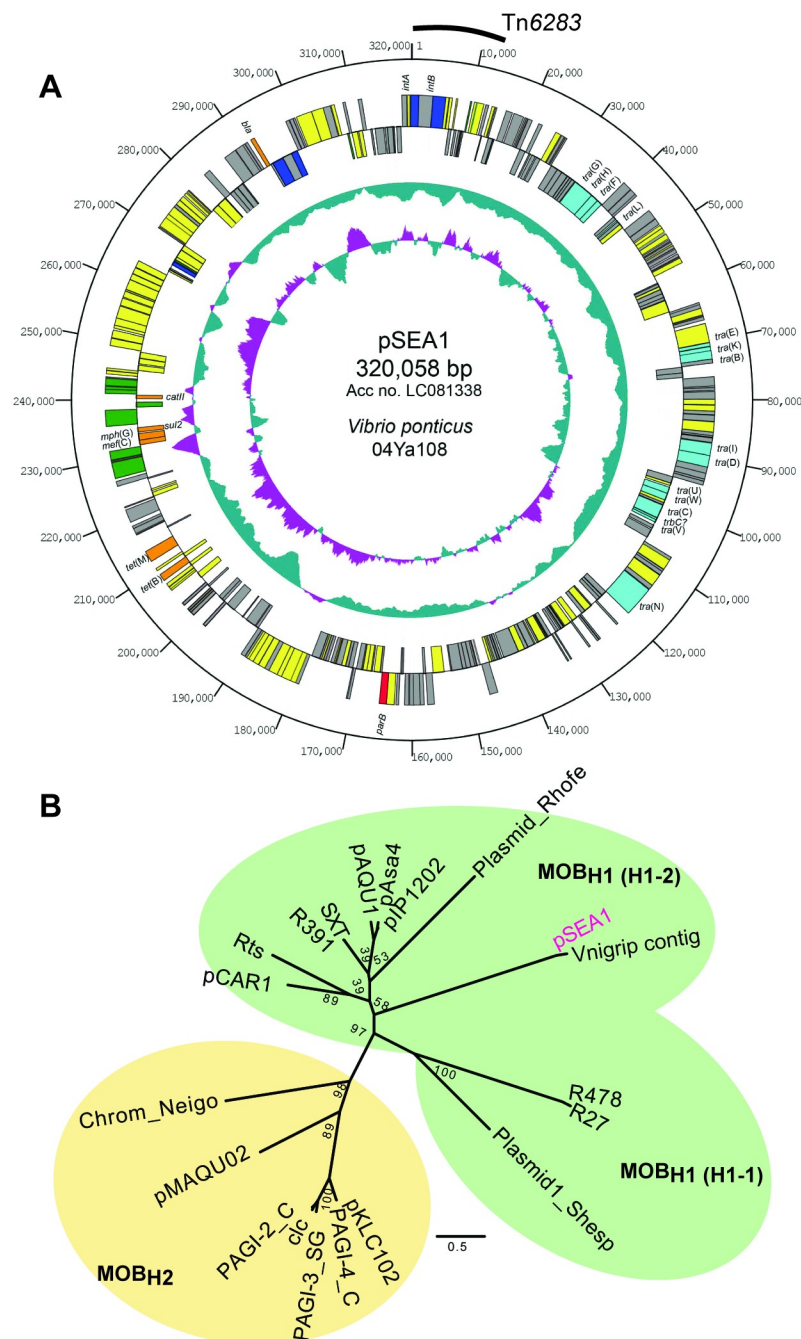 Tn6283
A
320,000
1
10,000
20,000
30,000
40,000
50,000
60,000
70,000
80,000
90,000
100,000
110,000
120,000
130,000
140,000
150,000
160,000
170,000
180,000
190,000
200,000
210,000
220,000
230,000
240,000
250,000
260,000
270,000
280,000
290,000
300,000
310,000
intA
intB
tra(G)
tra(H)
tra(F)
tra(L)
tra(E)
tra(K)
tra(B)
tra(I)
tra(D)
tra(U)
tra(W)
tra(C)
trbC?
tra(V)
tra(N)
parB
tet(B)
tet(M)
mef(C)
mph(G)
sul2
catII
bla
pSEA1
320,058 bp
Acc no. LC081338
Vibrio ponticus
04Ya108
B
MOBH1 (H1-2)
Plasmid_Rhofe
pIP1202
pAsa4
pAQU1
SXT
R391
Rts
pCAR1
pSEA1
Vnigrip contig
39
53
39
58
89
97
100
R478
R27
Plasmid1_Shesp
MOBH1 (H1-1)
98
89
100
Chrom_Neigo
pMAQU02
PAGI-2_C
clc
PAGI-3_SG
PAGI-4_C
pKLC102
MOBH2
0.5